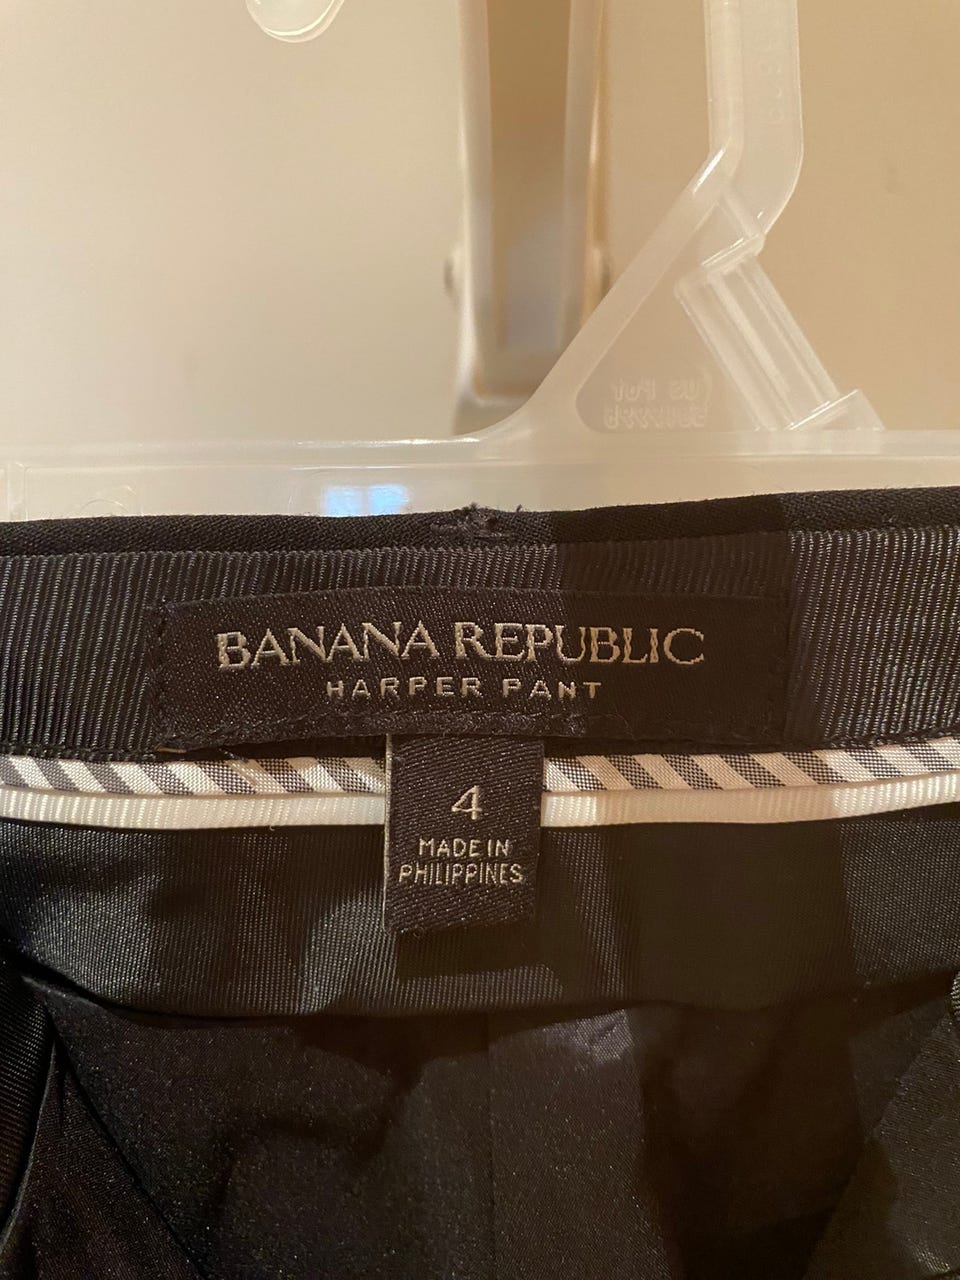 BANANA REPUBLIC
HARPER PANT
4
MADE IN
PHILIPPINES